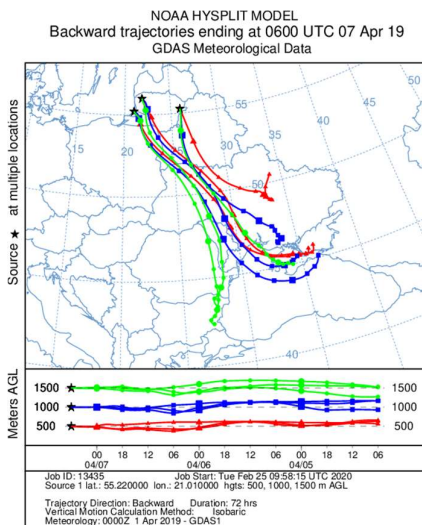 NOAA HYSPLIT MODEL
Backward trajectories ending at 0600 UTC 07 Apr 19
GDAS Meteorological Data
Source ★ at multiple locations
15
20
25
30
35
40
45
50
55
50
40
Meters AGL
1500
1000
500
1500
1000
500
00 18 12 06 00 18 12 06 00 18 12 06
04/07 04/06 04/05
Job ID: 13435 Job Start: Tue Feb 25 09:58:15 UTC 2020
Source 1 lat.: 55.220000 lon.: 21.010000 hgts: 500, 1000, 1500 m AGL
Trajectory Direction: Backward Duration: 72 hrs
Vertical Motion Calculation Method: Isobaric
Meteorology: 0000Z 1 Apr 2019 - GDAS1